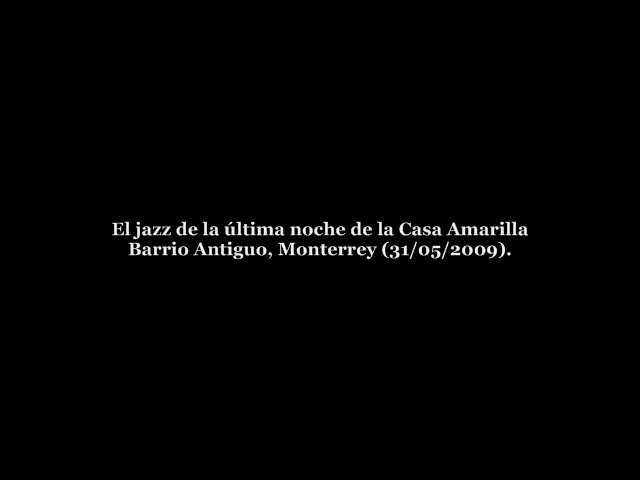 El jazz de la última noche de la Casa Amarilla
Barrio Antiguo, Monterrey (31/05/2009).